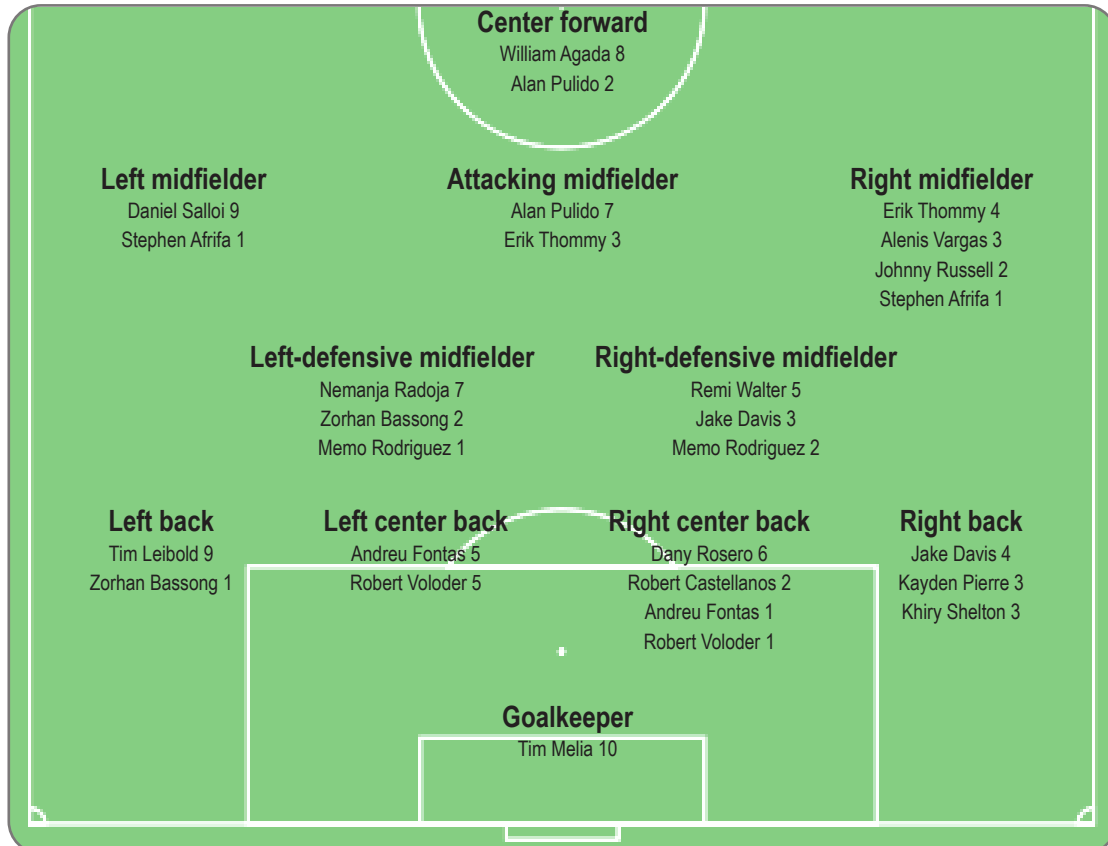 Center forward
William Agada 8
Alan Pulido 2
Left midfielder
Daniel Salloi 9
Stephen Afrifa 1
Attacking midfielder
Alan Pulido 7
Erik Thommy 3
Right midfielder
Erik Thommy 4
Alenis Vargas 3
Johnny Russell 2
Stephen Afrifa 1
Left-defensive midfielder
Nemanja Radoja 7
Zorhan Bassong 2
Memo Rodriguez 1
Right-defensive midfielder
Remi Walter 5
Jake Davis 3
Memo Rodriguez 2
Left back
Tim Leibold 9
Zorhan Bassong 1
Left center back
Andreu Fontas 5
Robert Voloder 5
Right center back
Dany Rosero 6
Robert Castellanos 2
Andreu Fontas 1
Robert Voloder 1
Right back
Jake Davis 4
Kayden Pierre 3
Khiry Shelton 3
Goalkeeper
Tim Melia 10